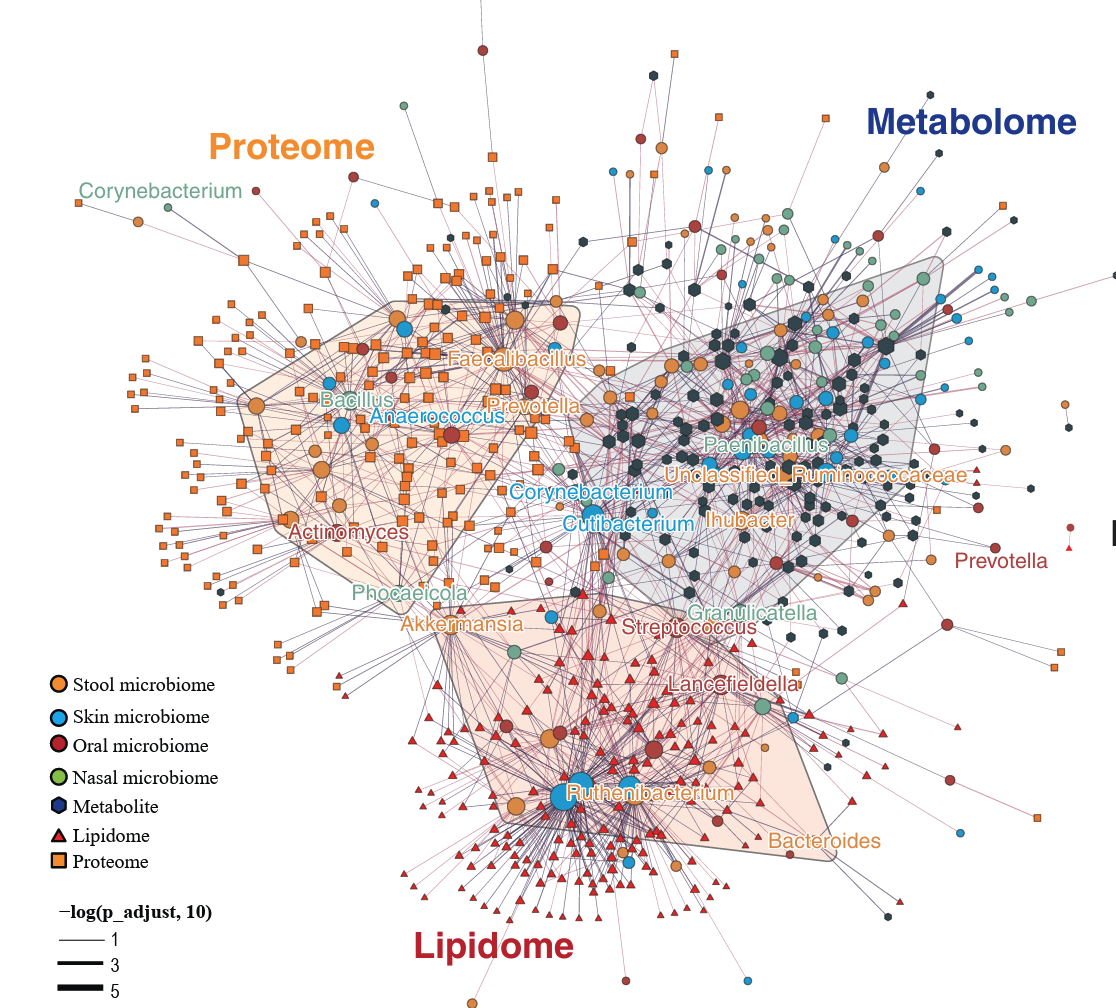 Metabolome
Proteome
Corynebacterium
Faecalibacillus
Bacillus
Prevotella
Anaerococcus
Paenibacillus
Unclassified_Ruminococcaceae
Corynebacterium
Cutibacterium
Ihubacter
Actinomyces
Prevotella
Phocaeicola
Granulicatella
Akkermansia
Streptococcus
Lancefieldella
Ruthenibacterium
Bacteroides
Lipidome
Stool microbiome
Skin microbiome
Oral microbiome
Nasal microbiome
Metabolite
Lipidome
Proteome
−log(p_adjust, 10)
1
3
5